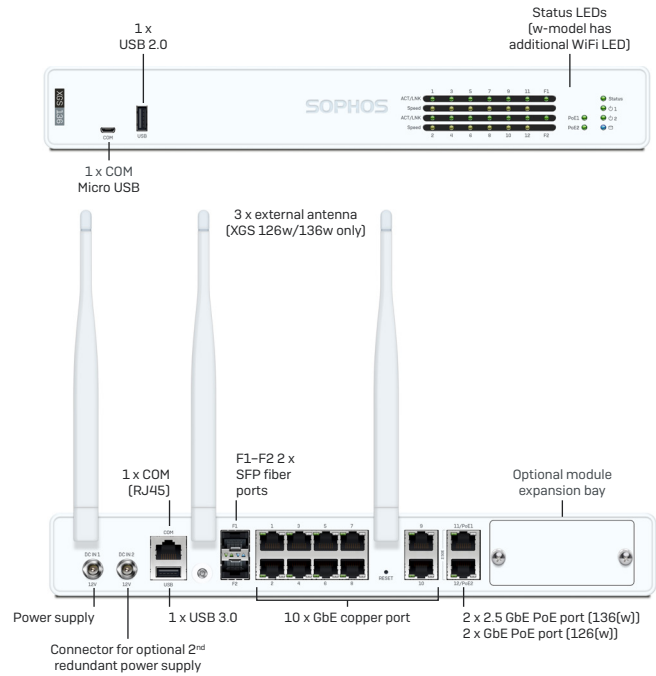 1 x
USB 2.0
Status LEDs
(w-model has
additional WiFi LED)
XGS 136
SOPHOS
1 3 5 7 9 11 F1
ACT/LNK
Speed
ACT/LNK
Speed
2 4 6 8 10 12 F2
PoE1
PoE2
Status
1
2
COM
USB
1 x COM
Micro USB
3 x external antenna
(XGS 126w/136w only)
1 x COM
(RJ45)
F1–F2 2 x
SFP fiber
ports
Optional module
expansion bay
COM
F1
1 3 5 7
9
11/PoE1
DC IN 1
DC IN 2
12V
12V
USB
F2
2 4 6 8
RESET
10
12/PoE2
Power supply
1 x USB 3.0
10 x GbE copper port
2 x 2.5 GbE PoE port (136(w))
2 x GbE PoE port (126(w))
Connector for optional 2nd
redundant power supply